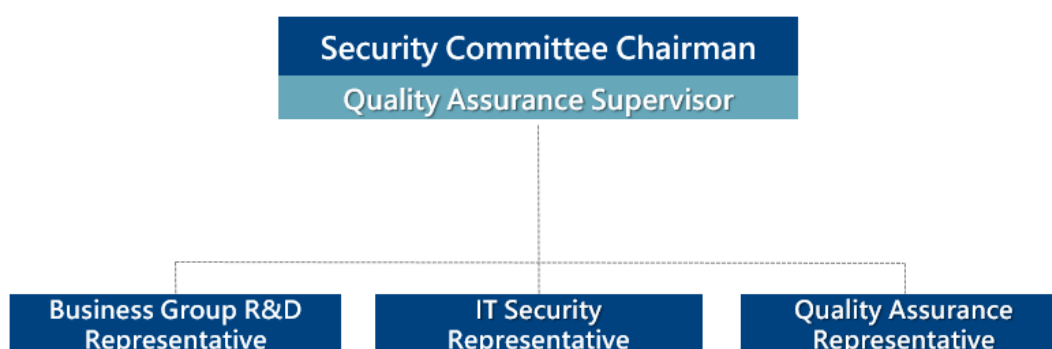 Security Committee Chairman
Quality Assurance Supervisor
Business Group R&D
Representative
IT Security
Representative
Quality Assurance
Representative